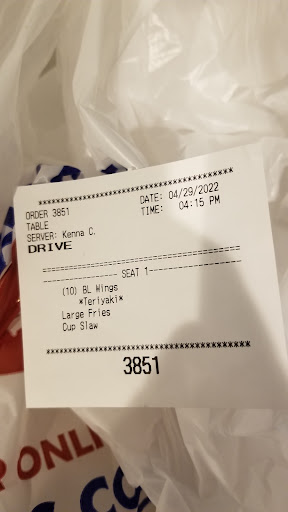 ****************************************
ORDER 3851 DATE: 04/29/2022
TABLE TIME: 04:15 PM
SERVER: Kenna C.
DRIVE
========================================
---------------- SEAT 1----------------
(10) BL Wings
*Teriyaki*
Large Fries
Cup Slaw
****************************************
3851
ONLI